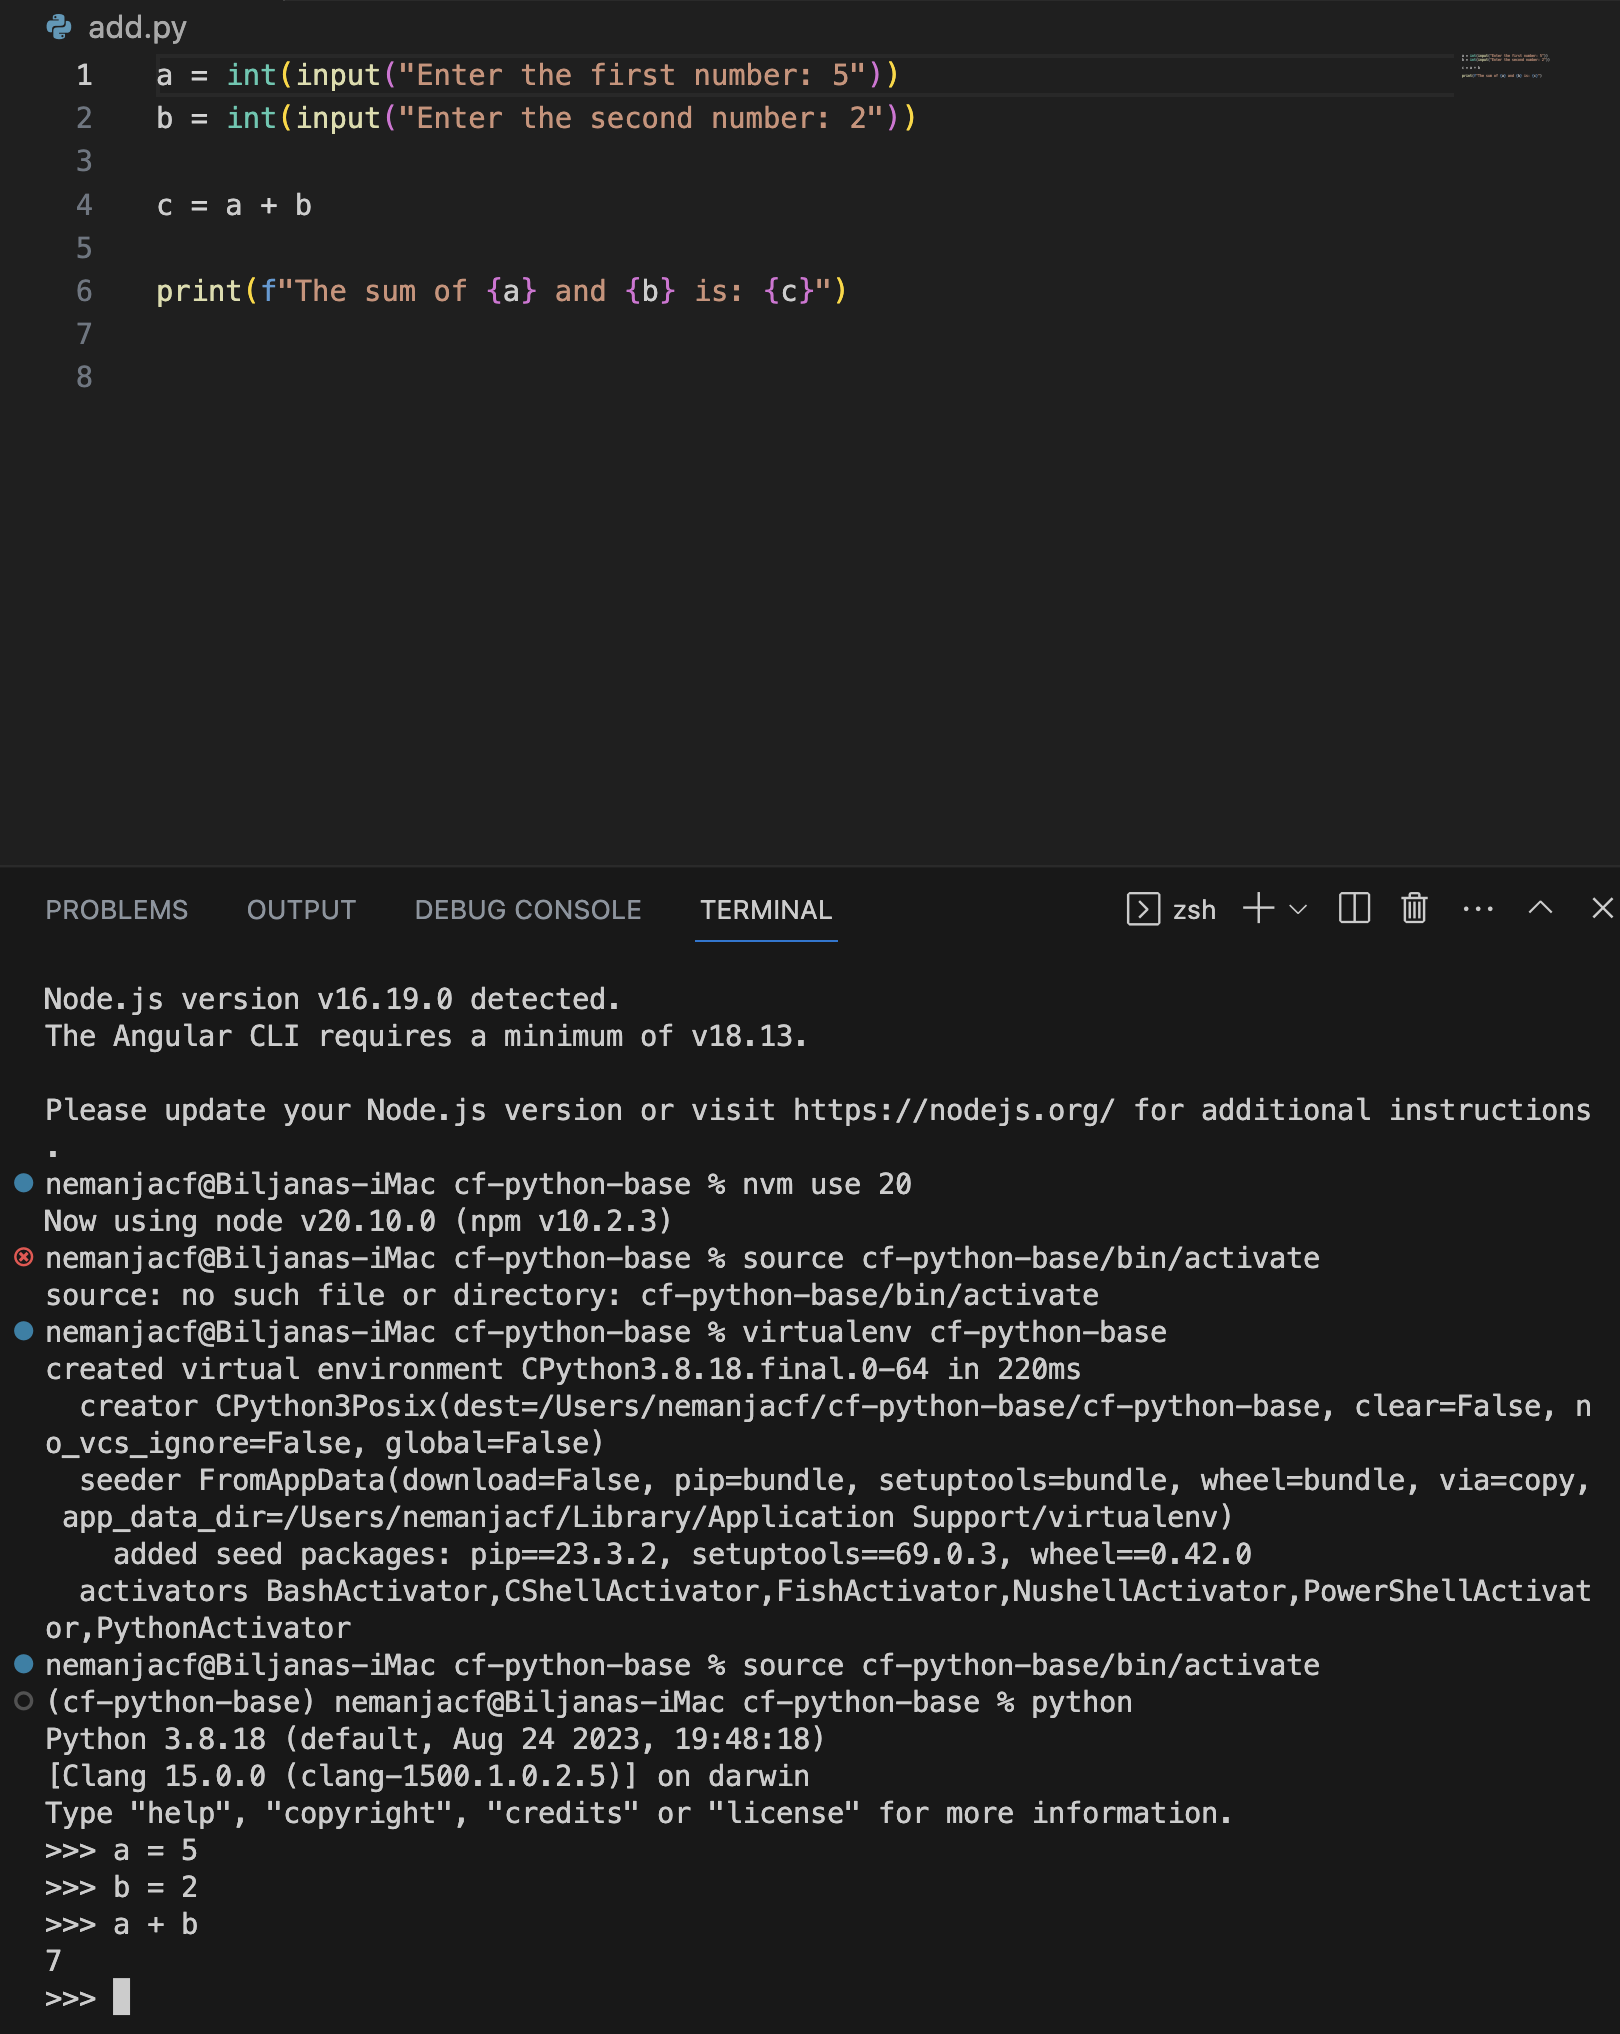 add.py
1 a = int(input("Enter the first number: 5"))
2 b = int(input("Enter the second number: 2"))
3
4 c = a + b
5
6 print(f"The sum of {a} and {b} is: {c}")
7
8
PROBLEMS OUTPUT DEBUG CONSOLE TERMINAL zsh
Node.js version v16.19.0 detected.
The Angular CLI requires a minimum of v18.13.
Please update your Node.js version or visit https://nodejs.org/ for additional instructions
.
nemanjacf@Biljanas-iMac cf-python-base % nvm use 20
Now using node v20.10.0 (npm v10.2.3)
nemanjacf@Biljanas-iMac cf-python-base % source cf-python-base/bin/activate
source: no such file or directory: cf-python-base/bin/activate
nemanjacf@Biljanas-iMac cf-python-base % virtualenv cf-python-base
created virtual environment CPython3.8.18.final.0-64 in 220ms
  creator CPython3Posix(dest=/Users/nemanjacf/cf-python-base/cf-python-base, clear=False, n
o_vcs_ignore=False, global=False)
  seeder FromAppData(download=False, pip=bundle, setuptools=bundle, wheel=bundle, via=copy,
 app_data_dir=/Users/nemanjacf/Library/Application Support/virtualenv)
    added seed packages: pip==23.3.2, setuptools==69.0.3, wheel==0.42.0
  activators BashActivator,CShellActivator,FishActivator,NushellActivator,PowerShellActivat
or,PythonActivator
nemanjacf@Biljanas-iMac cf-python-base % source cf-python-base/bin/activate
(cf-python-base) nemanjacf@Biljanas-iMac cf-python-base % python
Python 3.8.18 (default, Aug 24 2023, 19:48:18)
[Clang 15.0.0 (clang-1500.1.0.2.5)] on darwin
Type "help", "copyright", "credits" or "license" for more information.
>>> a = 5
>>> b = 2
>>> a + b
7
>>>